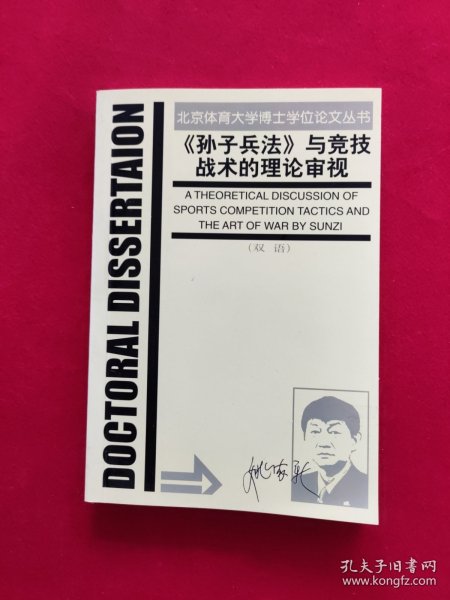 DOCTORAL DISSERTAION
北京体育大学博士学位论文丛书
《孙子兵法》与竞技
战术的理论审视
A THEORETICAL DISCUSSION OF
SPORTS COMPETITION TACTICS AND
THE ART OF WAR BY SUNZI
(双 语)
孔夫子旧书网
www.kongfz.com